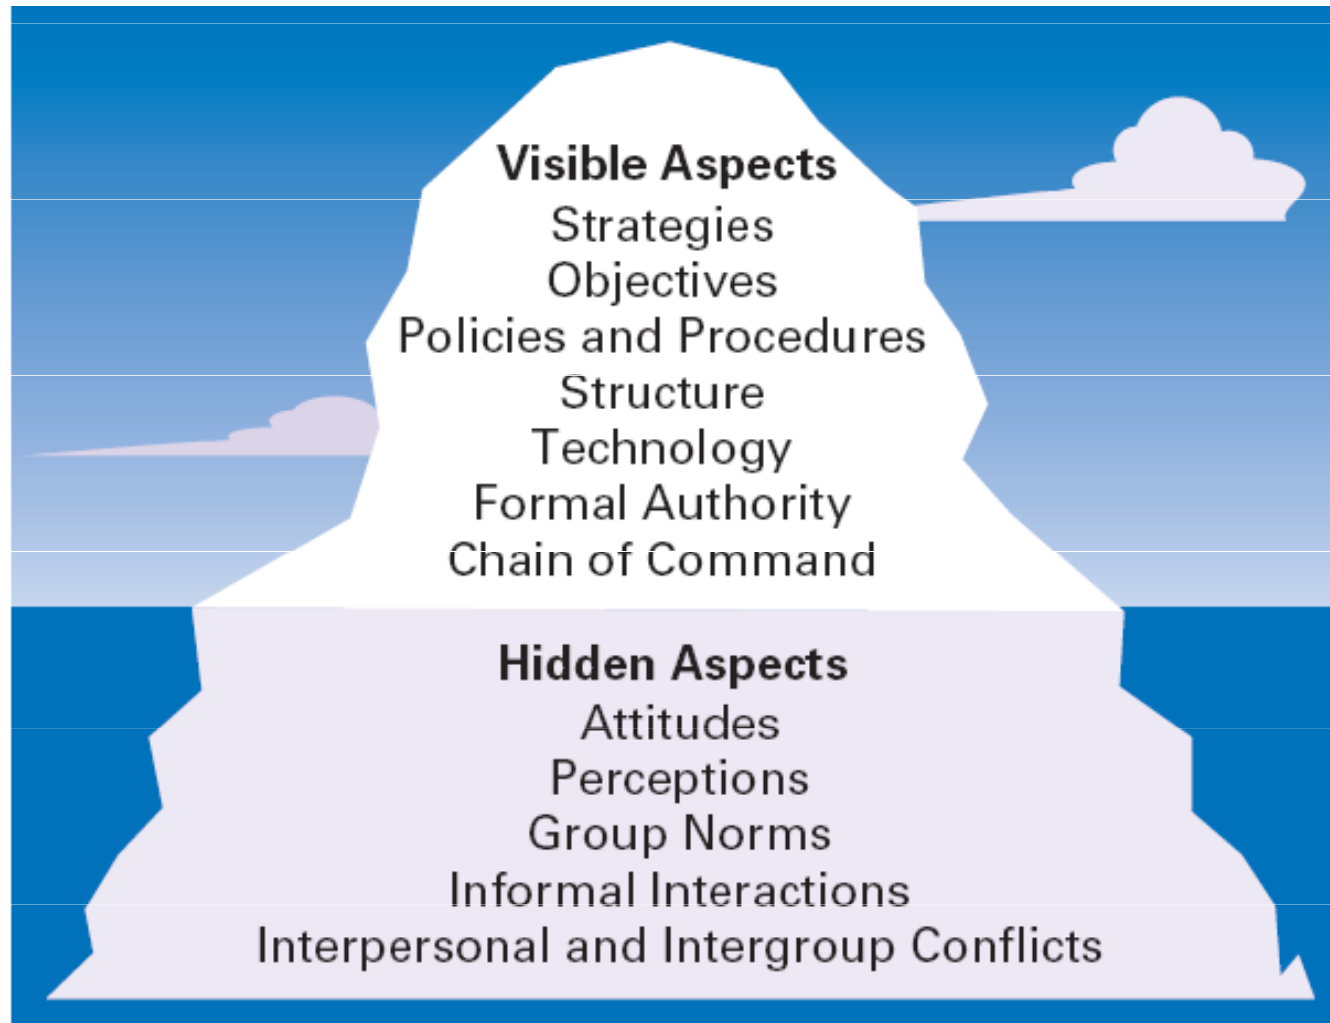 Visible Aspects
Strategies
Objectives
Policies and Procedures
Structure
Technology
Formal Authority
Chain of Command
Hidden Aspects
Attitudes
Perceptions
Group Norms
Informal Interactions
Interpersonal and Intergroup Conflicts